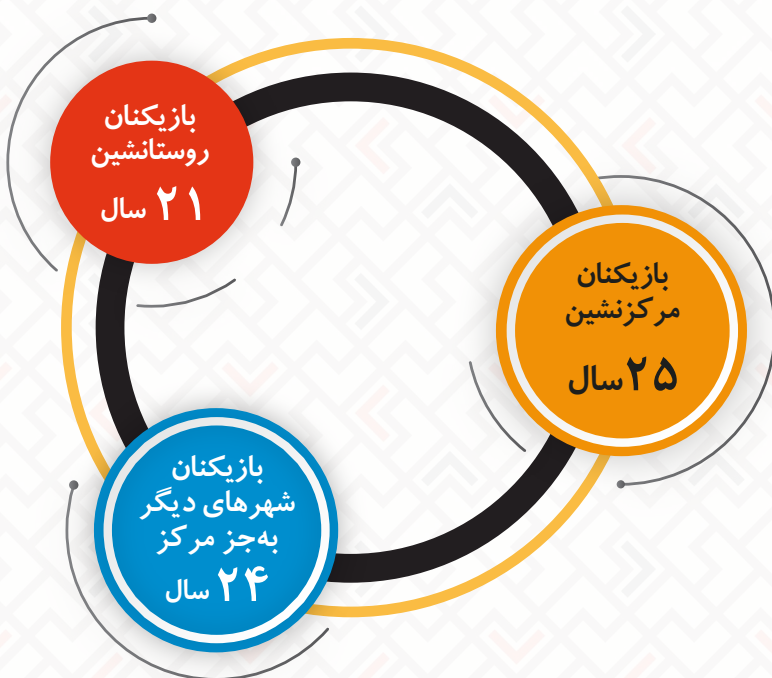 بازیکنان
روستانشین
۲۱ سال
بازیکنان
مرکزنشین
۲۵ سال
بازیکنان
شهرهای دیگر
به‌جز مرکز
۲۴ سال